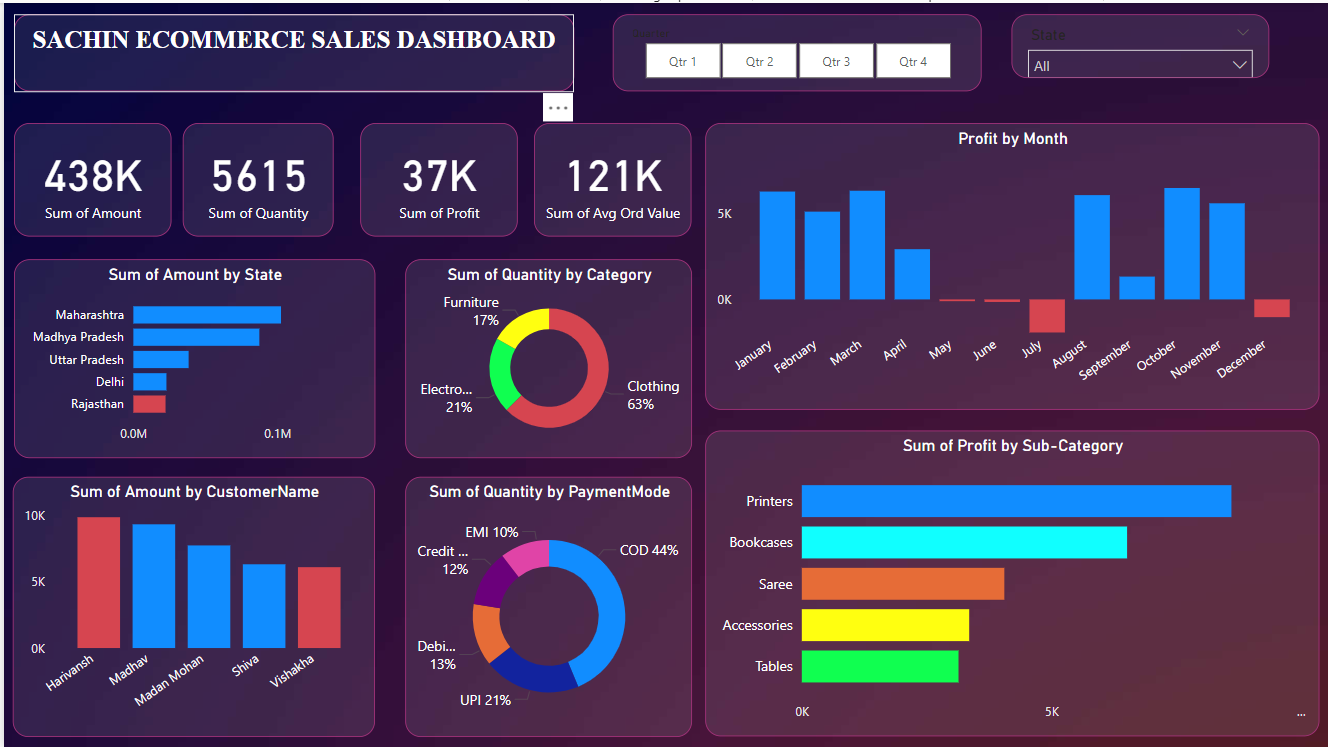 SACHIN ECOMMERCE SALES DASHBOARD
Qtr 1
Qtr 2
Qtr 3
Qtr 4
State
All
438K
Sum of Amount
5615
Sum of Quantity
37K
Sum of Profit
121K
Sum of Avg Ord Value
Profit by Month
5K
0K
January
February
March
April
May
June
July
August
September
October
November
December
Sum of Amount by State
Maharashtra
Madhya Pradesh
Uttar Pradesh
Delhi
Rajasthan
0.0M
0.1M
Sum of Quantity by Category
Furniture
17%
Electro...
21%
Clothing
63%
Sum of Amount by CustomerName
10K
5K
0K
Harivansh
Madhav
Madan Mohan
Shiva
Vishakha
Sum of Quantity by PaymentMode
EMI 10%
Credit ...
12%
Debi...
13%
UPI 21%
COD 44%
Sum of Profit by Sub-Category
Printers
Bookcases
Saree
Accessories
Tables
0K
5K
...